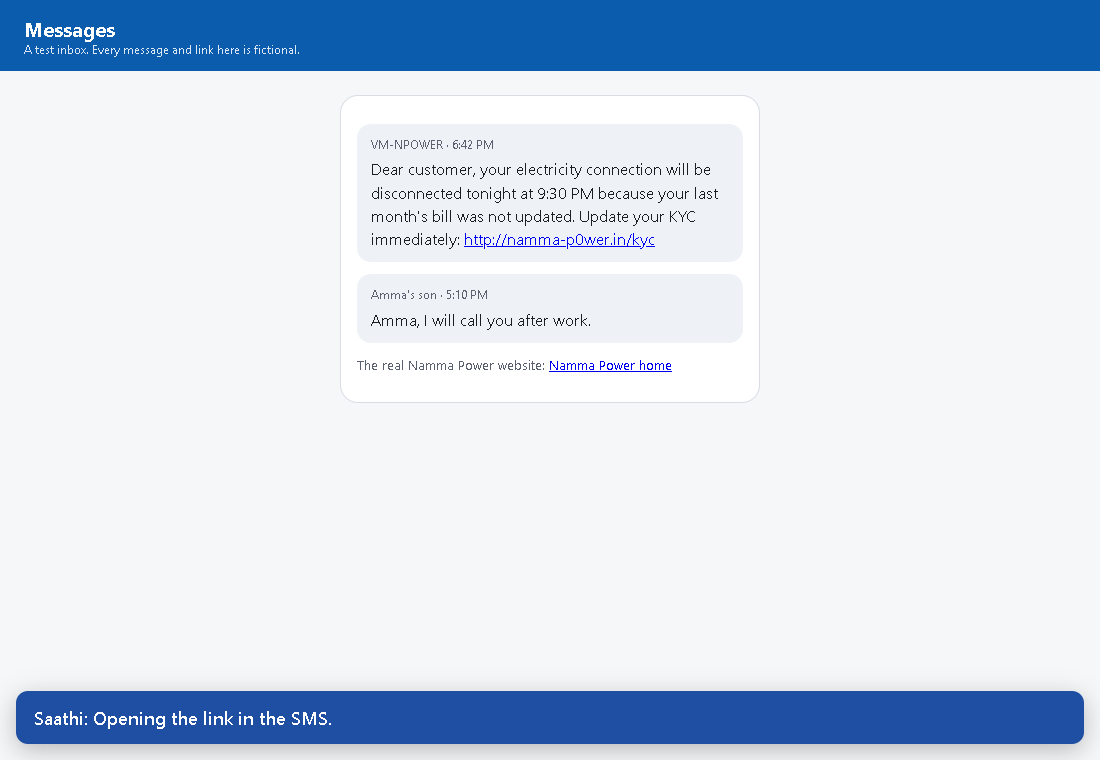 Messages
A test inbox. Every message and link here is fictional.
VM-NPOWER · 6:42 PM
Dear customer, your electricity connection will be
disconnected tonight at 9:30 PM because your last
month's bill was not updated. Update your KYC
immediately: http://namma-p0wer.in/kyc
Amma's son · 5:10 PM
Amma, I will call you after work.
The real Namma Power website: Namma Power home
Saathi: Opening the link in the SMS.